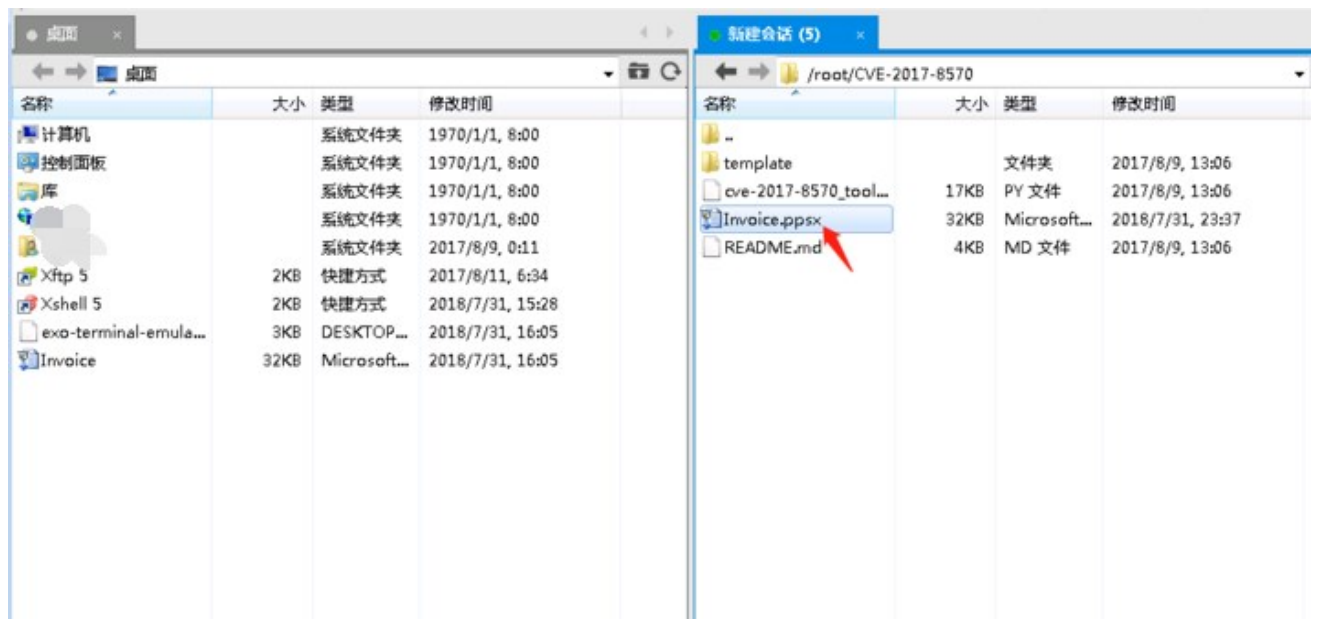 桌面
桌面
名称 大小 类型 修改时间
计算机 系统文件夹 1970/1/1, 8:00
控制面板 系统文件夹 1970/1/1, 8:00
库 系统文件夹 1970/1/1, 8:00
系统文件夹 1970/1/1, 8:00
系统文件夹 2017/8/9, 0:11
Xftp 5 2KB 快捷方式 2017/8/11, 6:34
Xshell 5 2KB 快捷方式 2018/7/31, 15:28
exo-terminal-emula... 3KB DESKTOP... 2018/7/31, 16:05
Invoice 32KB Microsoft... 2018/7/31, 16:05
新建会话 (5)
/root/CVE-2017-8570
名称 大小 类型 修改时间
..
template 文件夹 2017/8/9, 13:06
cve-2017-8570_tool... 17KB PY 文件 2017/8/9, 13:06
Invoice.ppsx 32KB Microsoft... 2018/7/31, 23:37
README.md 4KB MD 文件 2017/8/9, 13:06